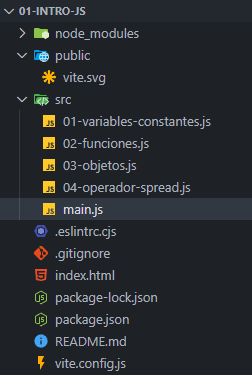 01-INTRO-JS
node_modules
public
vite.svg
src
01-variables-constantes.js
02-funciones.js
03-objetos.js
04-operador-spread.js
main.js
.eslintrc.cjs
.gitignore
index.html
package-lock.json
package.json
README.md
vite.config.js